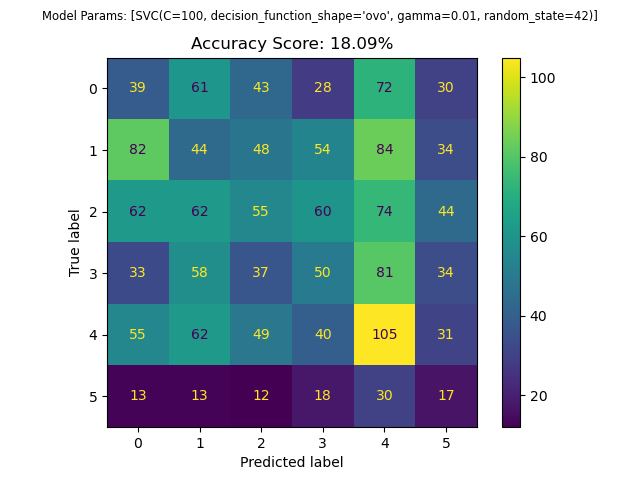 Model Params: [SVC(C=100, decision_function_shape='ovo', gamma=0.01, random_state=42)]
Accuracy Score: 18.09%
0 39 61 43 28 72 30
1 82 44 48 54 84 34
2 62 62 55 60 74 44
3 33 58 37 50 81 34
4 55 62 49 40 105 31
5 13 13 12 18 30 17
0 1 2 3 4 5
Predicted label
True label
100
80
60
40
20